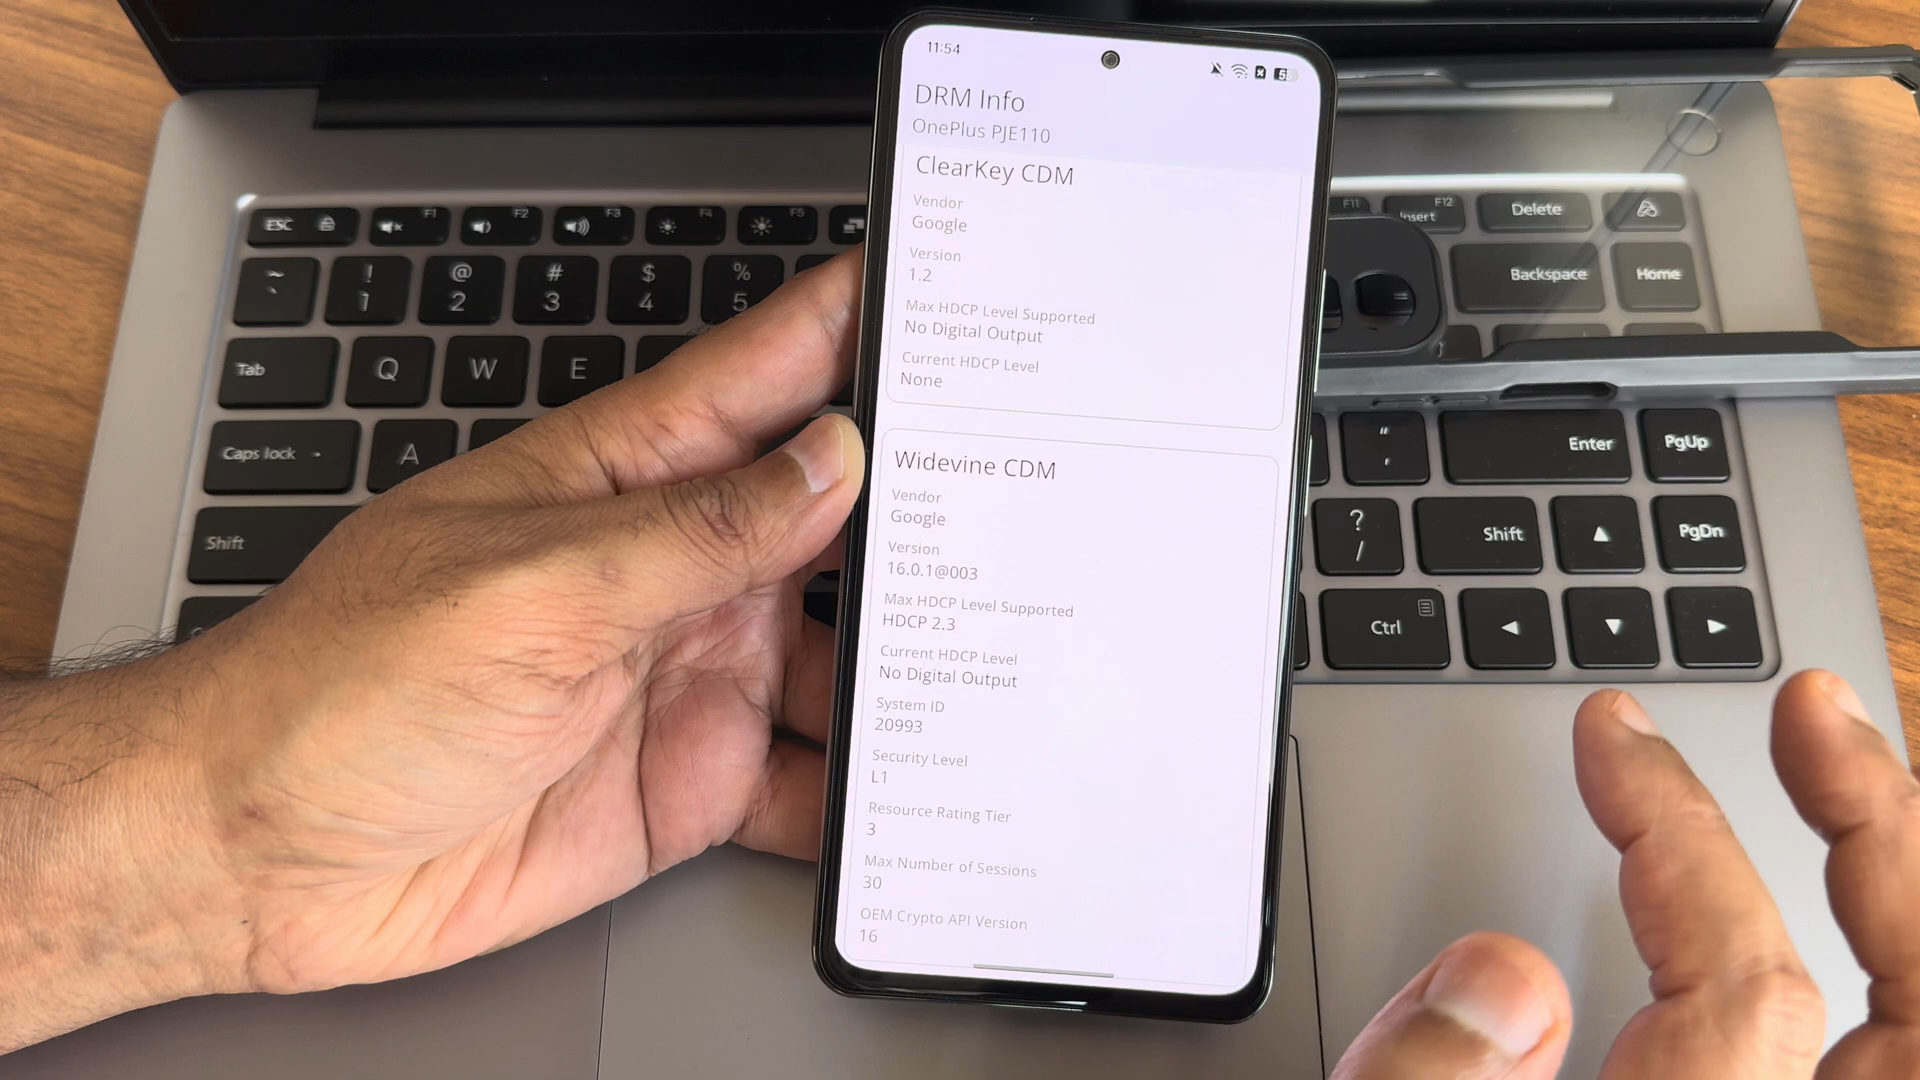 11:54
DRM Info
OnePlus PJE110
ClearKey CDM
Vendor
Google
Version
1.2
Max HDCP Level Supported
No Digital Output
Current HDCP Level
None
Widevine CDM
Vendor
Google
Version
16.0.1@003
Max HDCP Level Supported
HDCP 2.3
Current HDCP Level
No Digital Output
System ID
20993
Security Level
L1
Resource Rating Tier
3
Max Number of Sessions
30
OEM Crypto API Version
16
ESC F1 F2 F3 F4 F5 F11 F12 Insert Delete
~ ` ! 1 @ 2 # 3 $ 4 % 5 = Backspace Home
Tab Q W E
Caps lock A " ' Enter PgUp
Shift ? / Shift PgDn
Ctrl